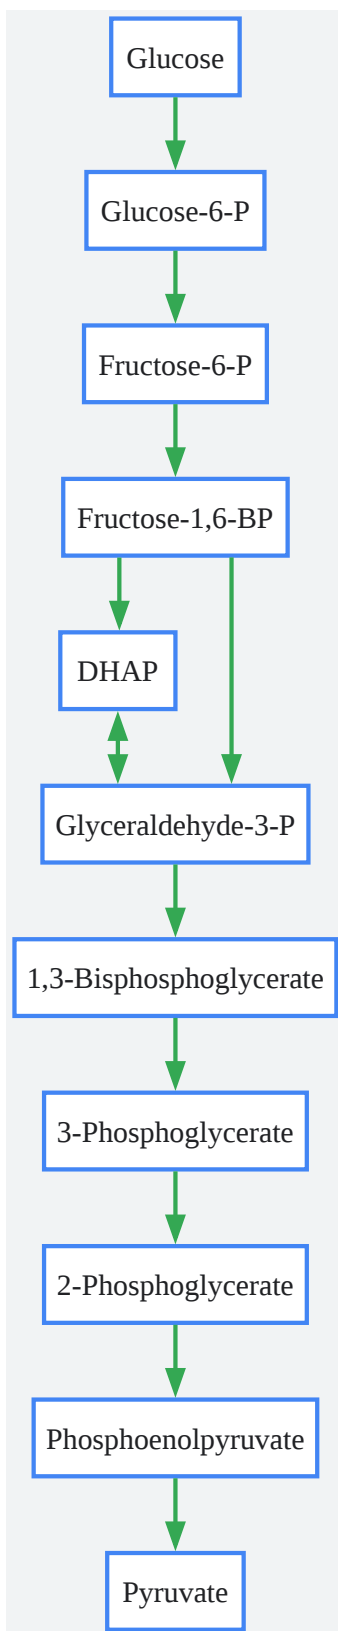 Glucose
Glucose-6-P
Fructose-6-P
Fructose-1,6-BP
DHAP
Glyceraldehyde-3-P
1,3-Bisphosphoglycerate
3-Phosphoglycerate
2-Phosphoglycerate
Phosphoenolpyruvate
Pyruvate